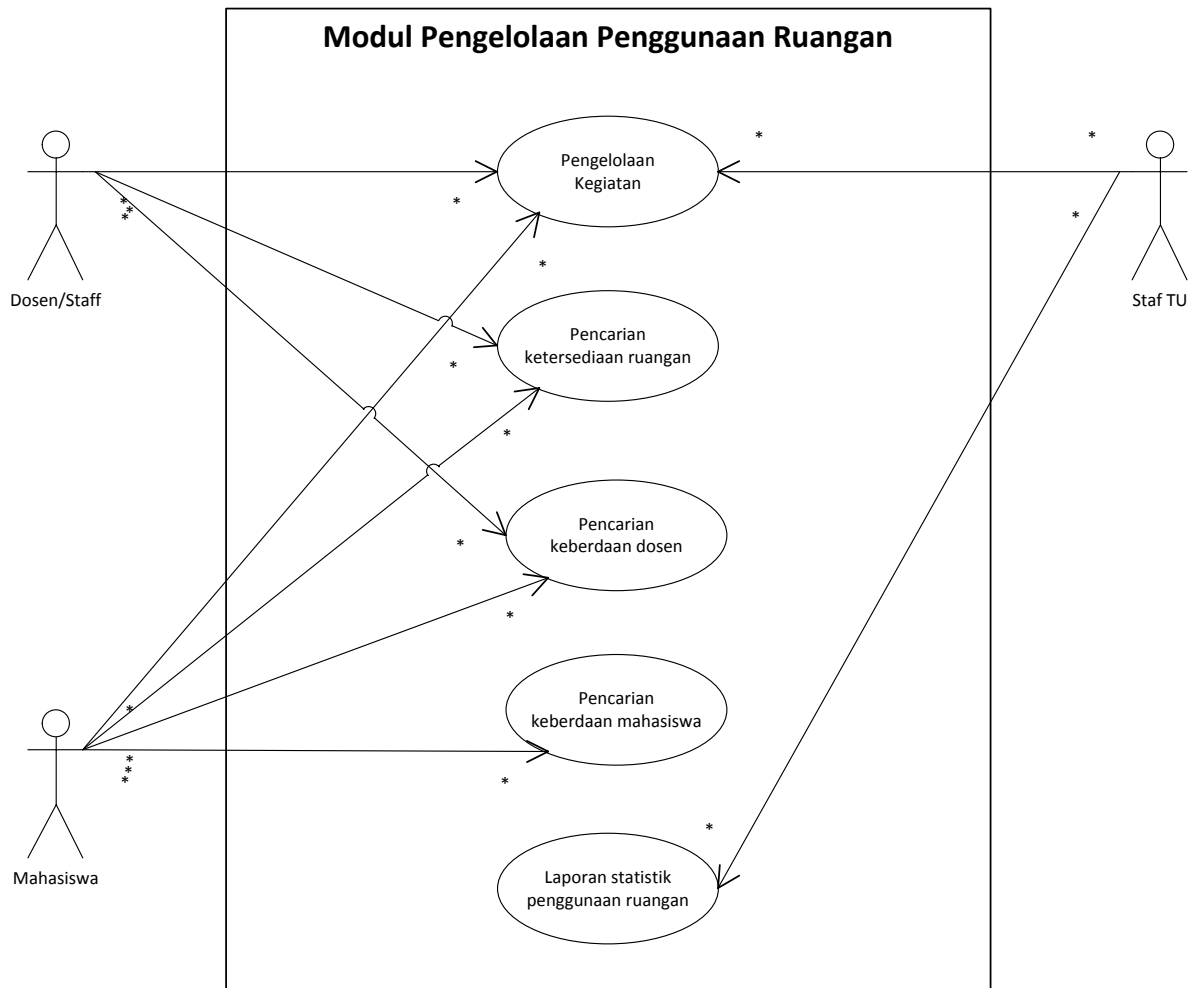 Modul Pengelolaan Penggunaan Ruangan
*
*
Pengelolaan
Kegiatan
*
*
*
*
*
*
*
Dosen/Staff
Staf TU
Pencarian
ketersediaan ruangan
*
*
Pencarian
keberdaan dosen
*
*
Pencarian
keberdaan mahasiswa
*
*
*
*
*
*
Laporan statistik
penggunaan ruangan
Mahasiswa